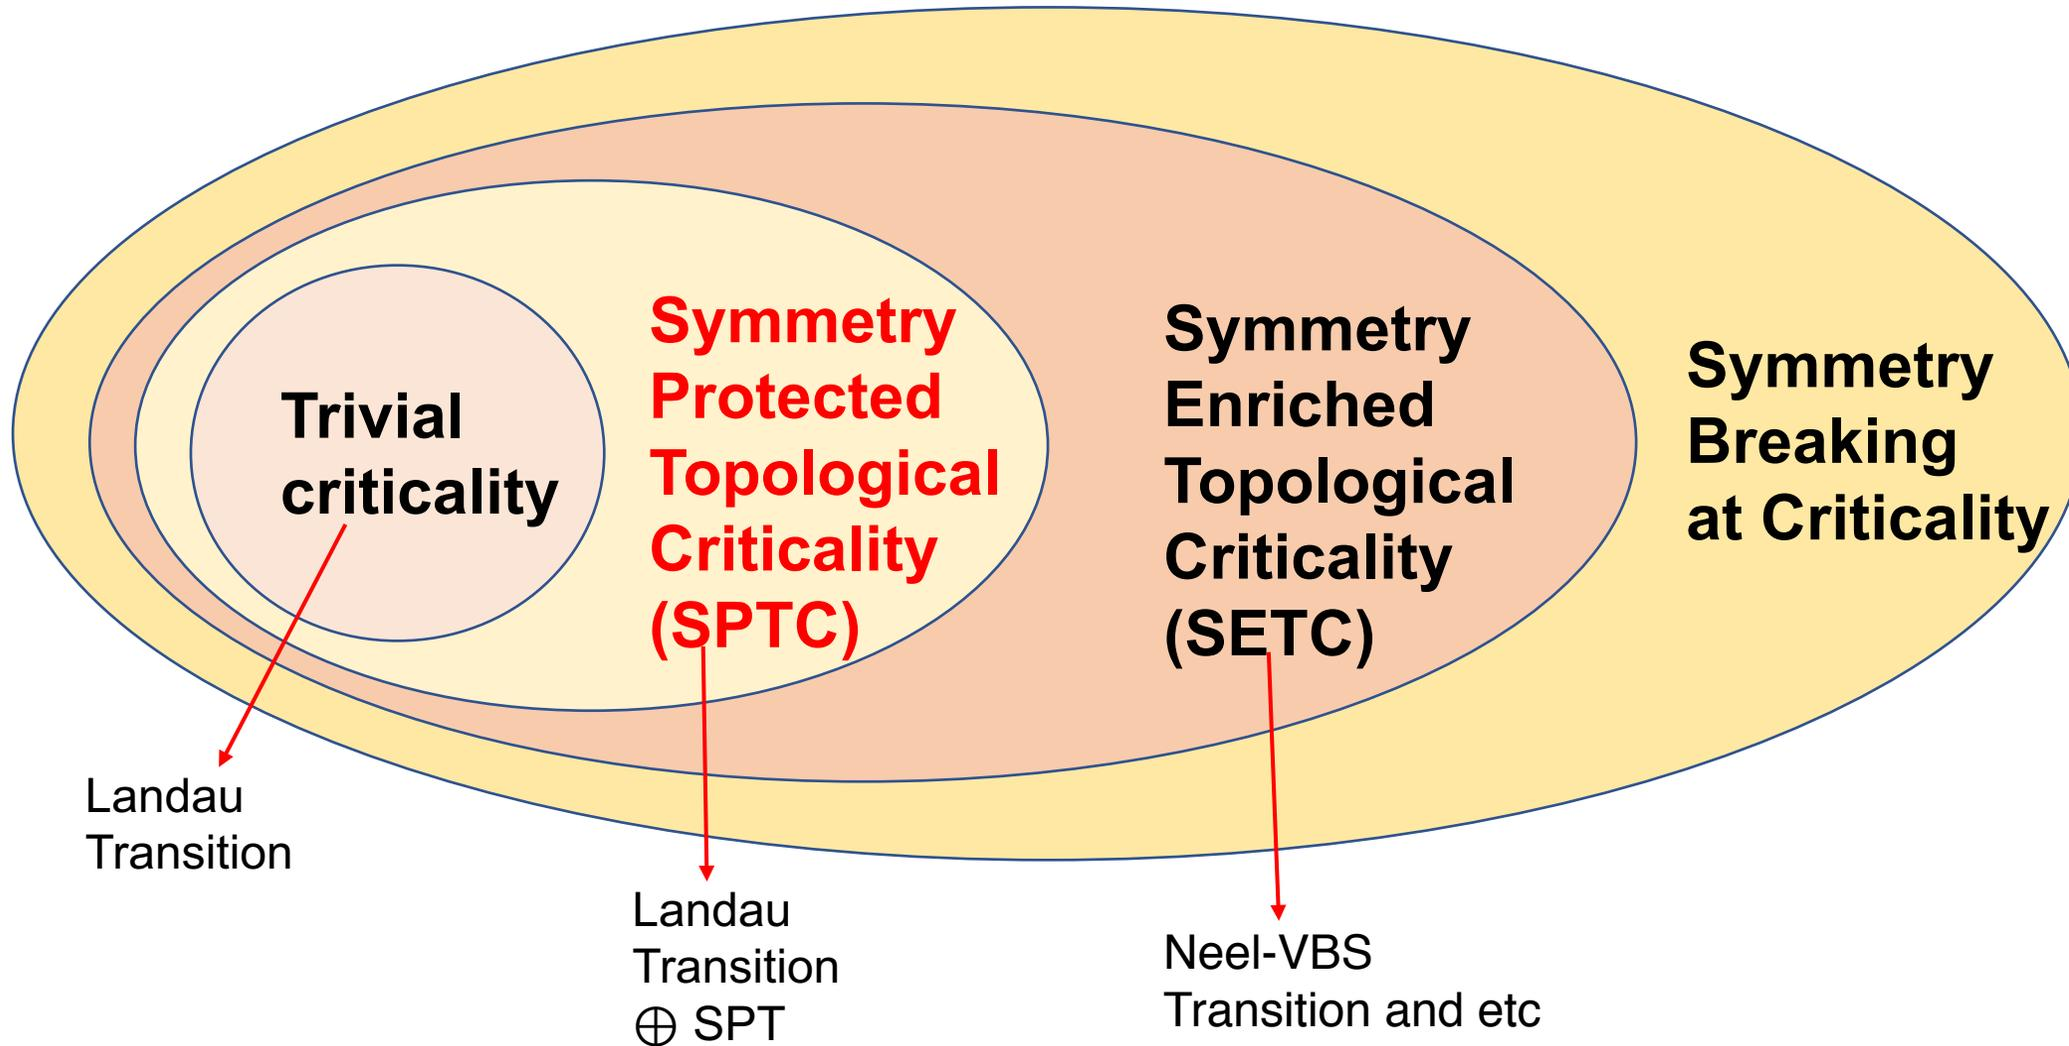 Trivial
criticality
Symmetry
Protected
Topological
Criticality
(SPTC)
Symmetry
Enriched
Topological
Criticality
(SETC)
Symmetry
Breaking
at Criticality
Landau
Transition
Landau
Transition
⊕ SPT
Neel-VBS
Transition and etc